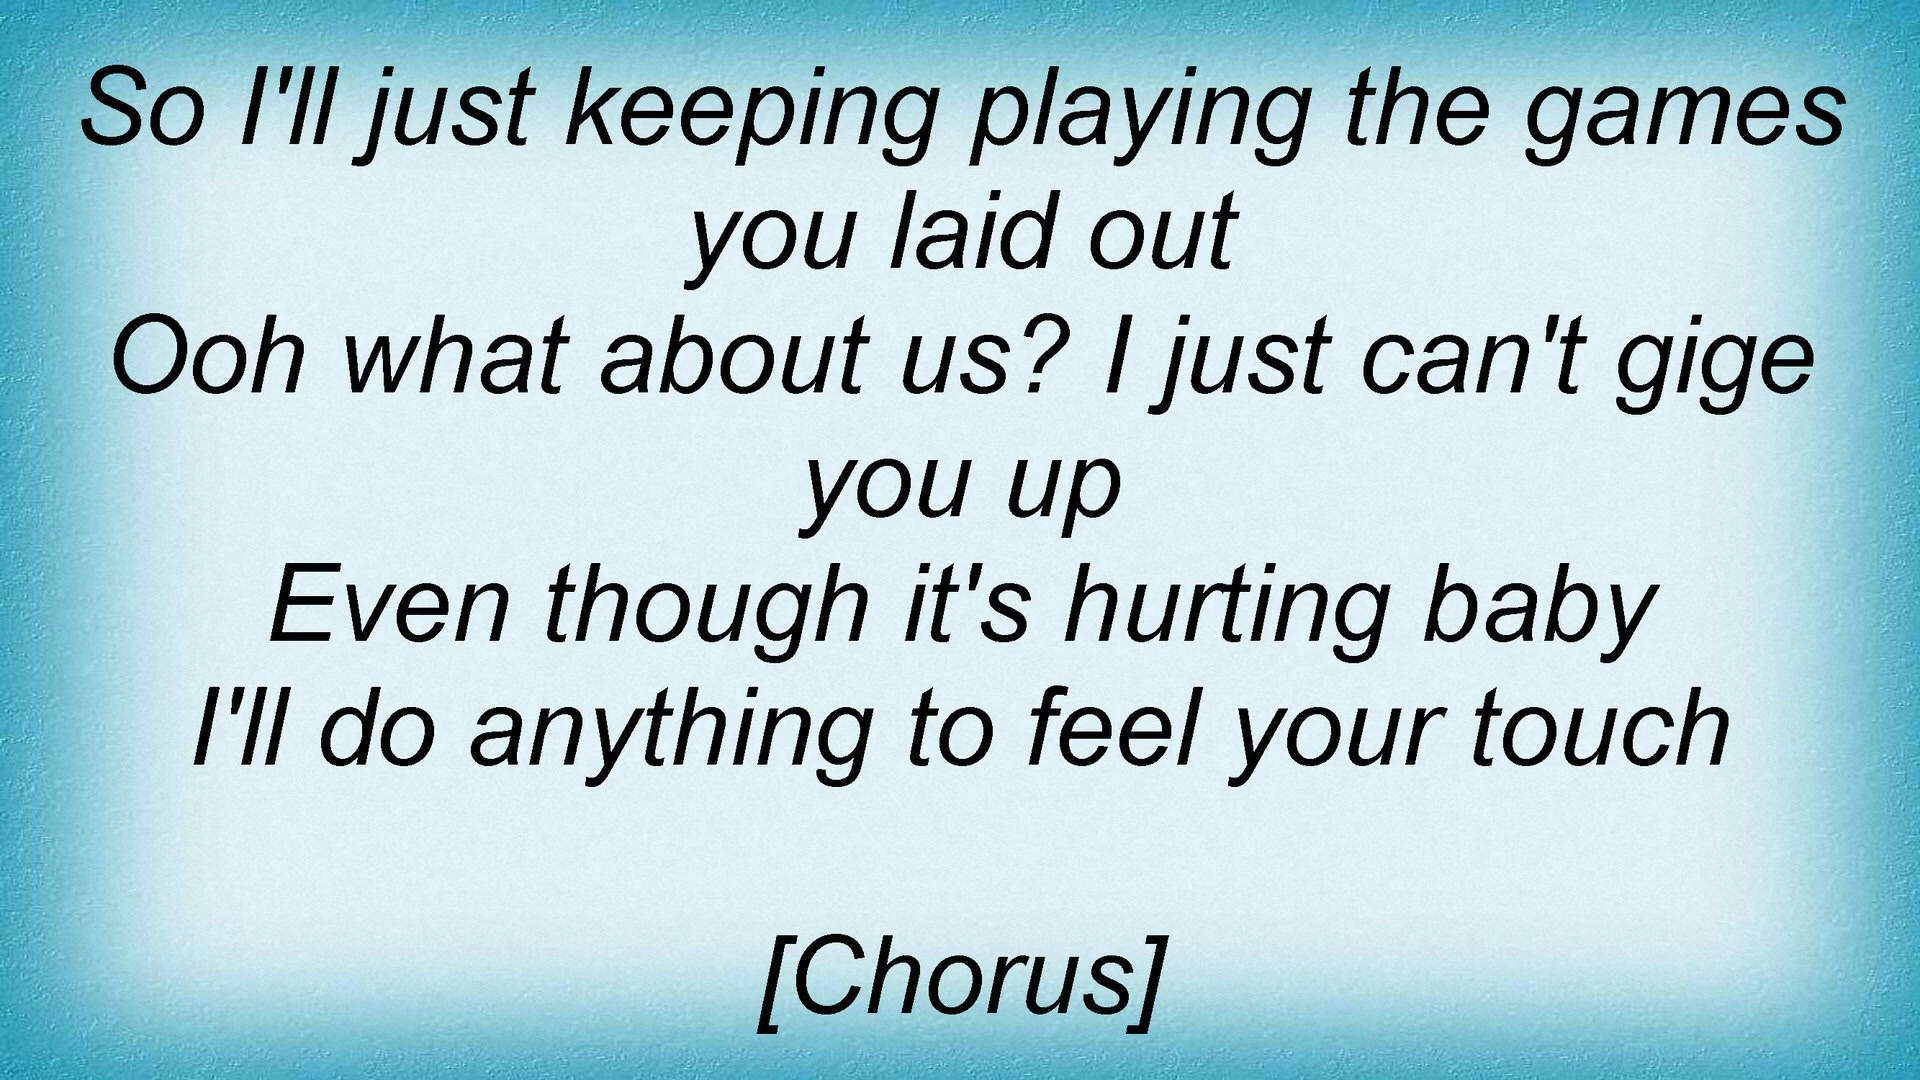 So I'll just keeping playing the games
you laid out
Ooh what about us? I just can't gige
you up
Even though it's hurting baby
I'll do anything to feel your touch
[Chorus]